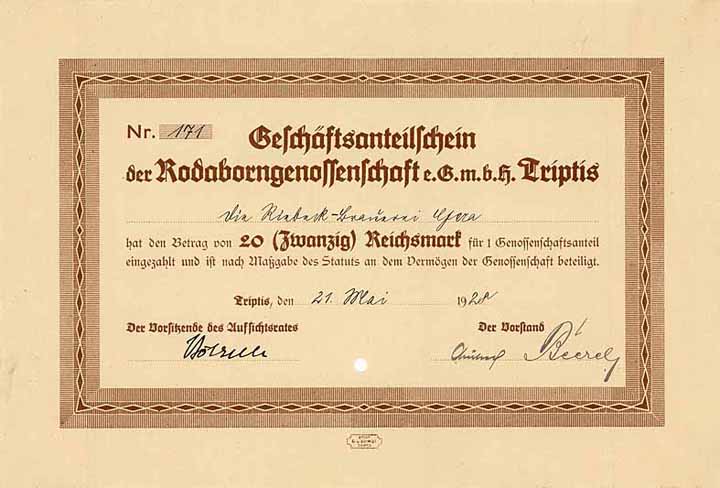 Nr. 171
Geschäftsanteilschein
der Rodaborngenossenschaft e.G.m.b.H. Triptis
Die Riebeck-Brauerei Gera
hat den Betrag von 20 (Zwanzig) Reichsmark für 1 Genossenschaftsanteil
eingezahlt und ist nach Maßgabe des Statuts an dem Vermögen der Genossenschaft beteiligt.
Triptis, den 21. Mai 192
Der Vorsitzende des Aufsichtsrates
Der Vorstand